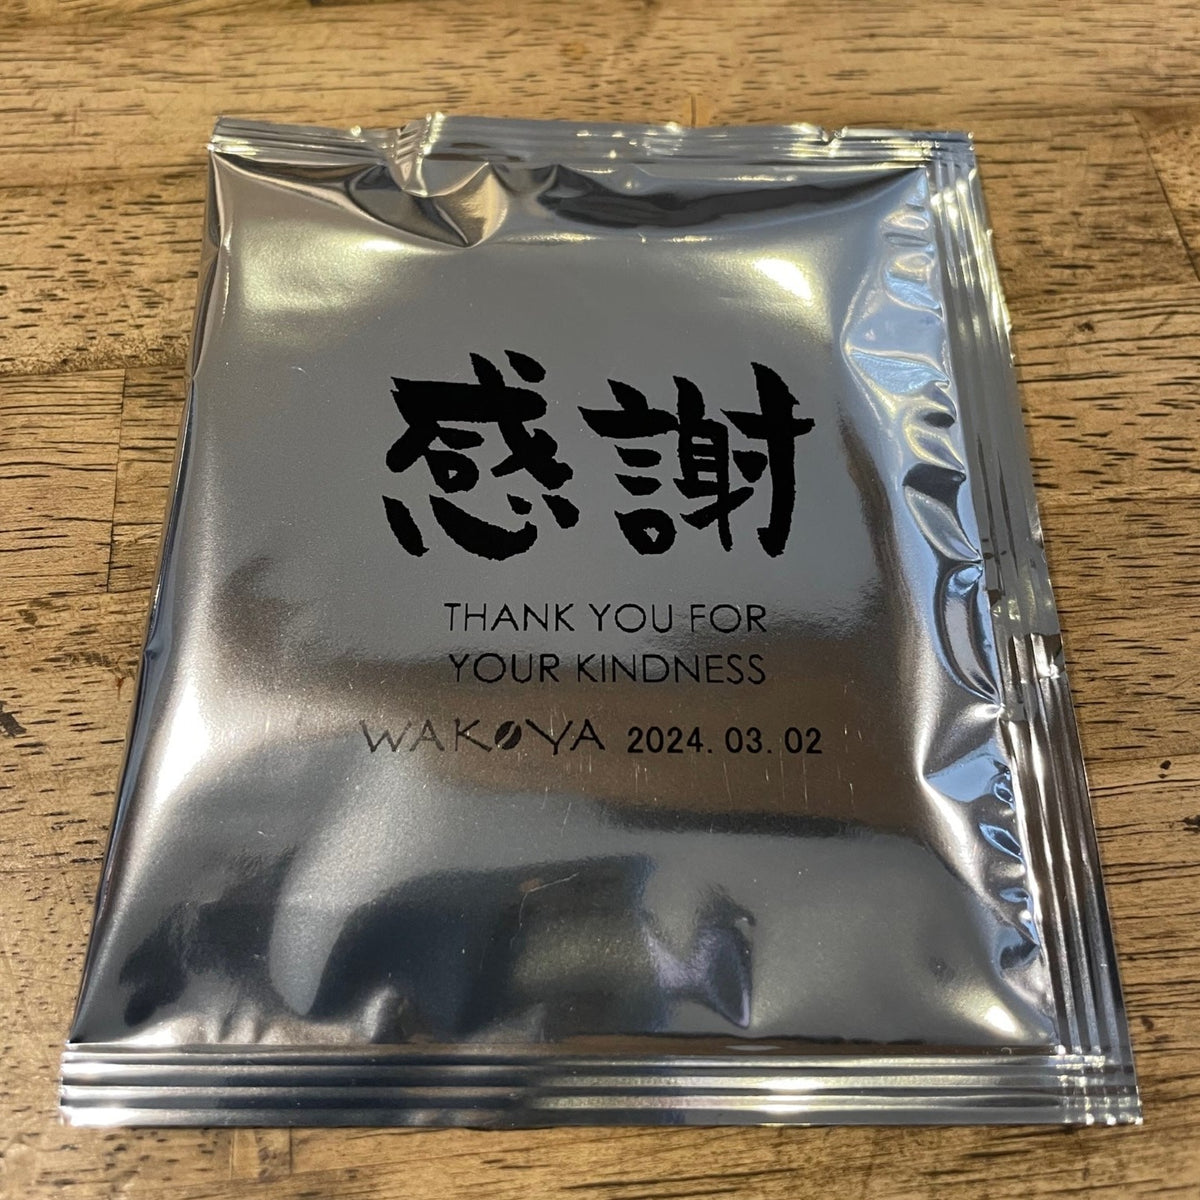 感謝
THANK YOU FOR
YOUR KINDNESS
WAKOYA 2024.03.02